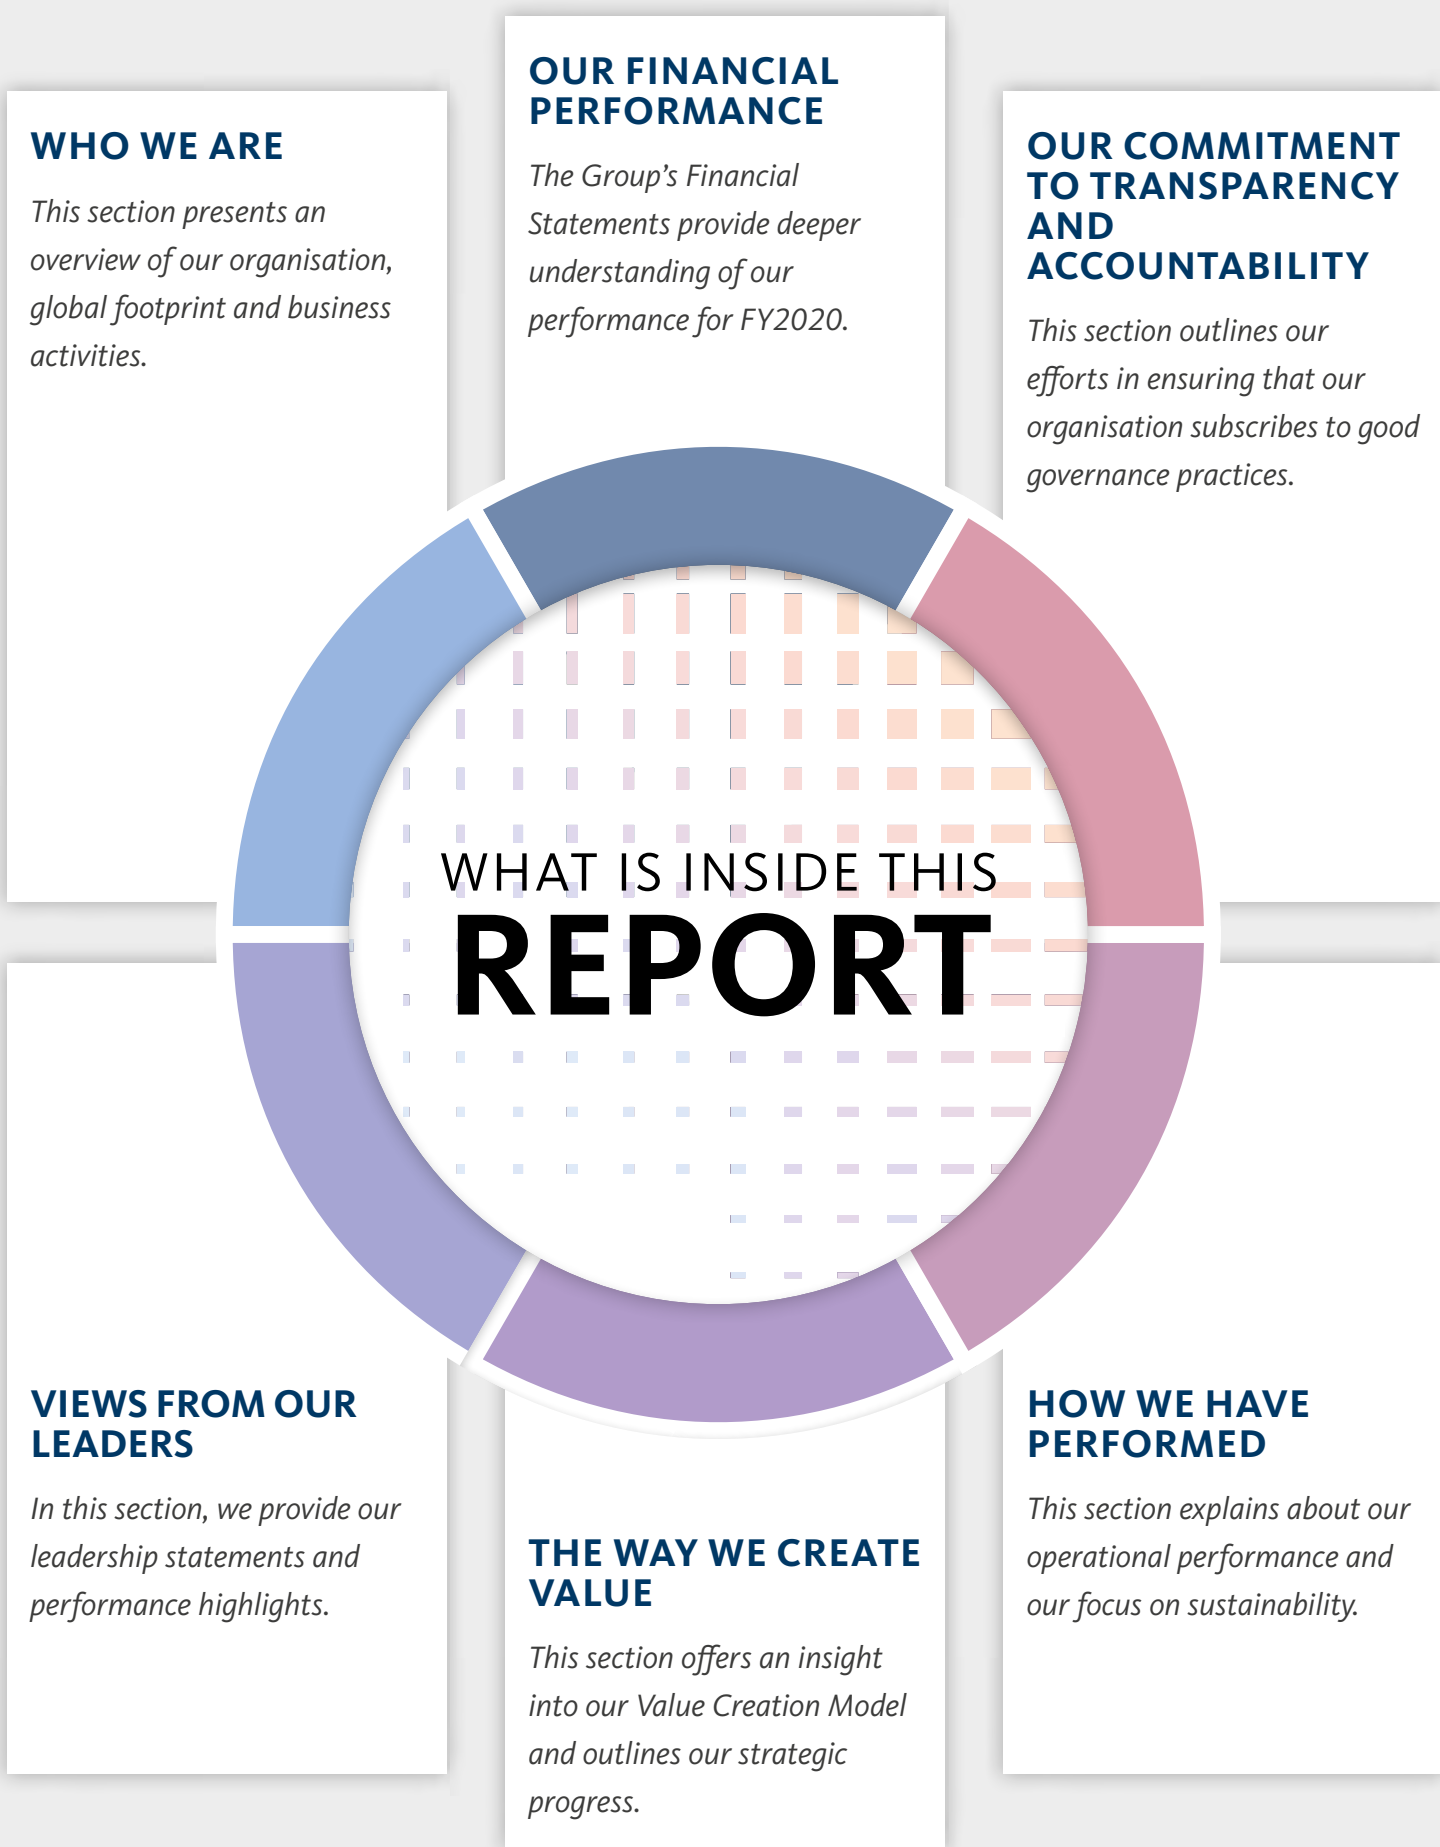 WHO WE ARE
This section presents an
overview of our organisation,
global footprint and business
activities.
OUR FINANCIAL
PERFORMANCE
The Group’s Financial
Statements provide deeper
understanding of our
performance for FY2020.
OUR COMMITMENT
TO TRANSPARENCY
AND
ACCOUNTABILITY
This section outlines our
efforts in ensuring that our
organisation subscribes to good
governance practices.
WHAT IS INSIDE THIS
REPORT
VIEWS FROM OUR
LEADERS
In this section, we provide our
leadership statements and
performance highlights.
THE WAY WE CREATE
VALUE
This section offers an insight
into our Value Creation Model
and outlines our strategic
progress.
HOW WE HAVE
PERFORMED
This section explains about our
operational performance and
our focus on sustainability.